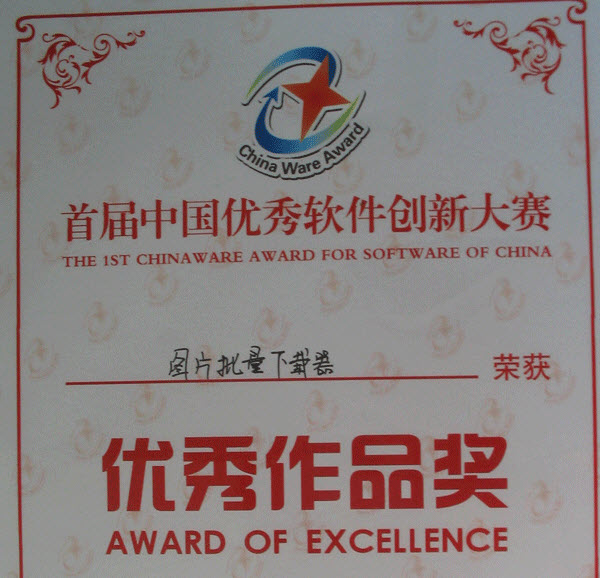 China Ware Award
首届中国优秀软件创新大赛
THE 1ST CHINAWARE AWARD FOR SOFTWARE OF CHINA
图片批量下载器 荣获
优秀作品奖
AWARD OF EXCELLENCE